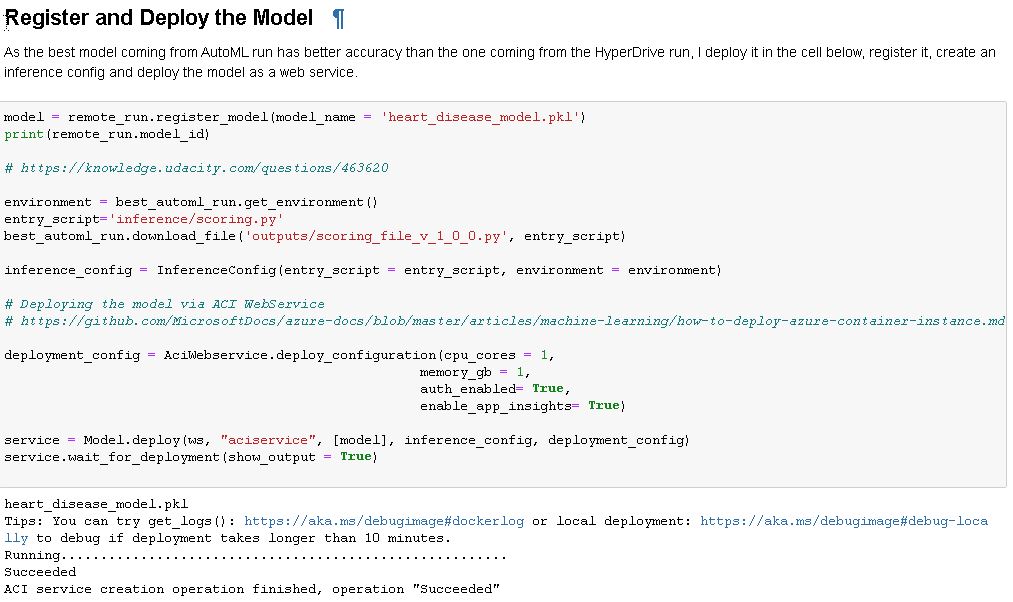 Register and Deploy the Model ¶
As the best model coming from AutoML run has better accuracy than the one coming from the HyperDrive run, I deploy it in the cell below, register it, create an
inference config and deploy the model as a web service.
model = remote_run.register_model(model_name = 'heart_disease_model.pkl')
print(remote_run.model_id)
# https://knowledge.udacity.com/questions/463620
environment = best_automl_run.get_environment()
entry_script='inference/scoring.py'
best_automl_run.download_file('outputs/scoring_file_v_1_0_0.py', entry_script)
inference_config = InferenceConfig(entry_script = entry_script, environment = environment)
# Deploying the model via ACI WebService
# https://github.com/MicrosoftDocs/azure-docs/blob/master/articles/machine-learning/how-to-deploy-azure-container-instance.md
deployment_config = AciWebservice.deploy_configuration(cpu_cores = 1,
memory_gb = 1,
auth_enabled= True,
enable_app_insights= True)
service = Model.deploy(ws, "aciservice", [model], inference_config, deployment_config)
service.wait_for_deployment(show_output = True)
heart_disease_model.pkl
Tips: You can try get_logs(): https://aka.ms/debugimage#dockerlog or local deployment: https://aka.ms/debugimage#debug-loca
lly to debug if deployment takes longer than 10 minutes.
Running........................................................
Succeeded
ACI service creation operation finished, operation "Succeeded"